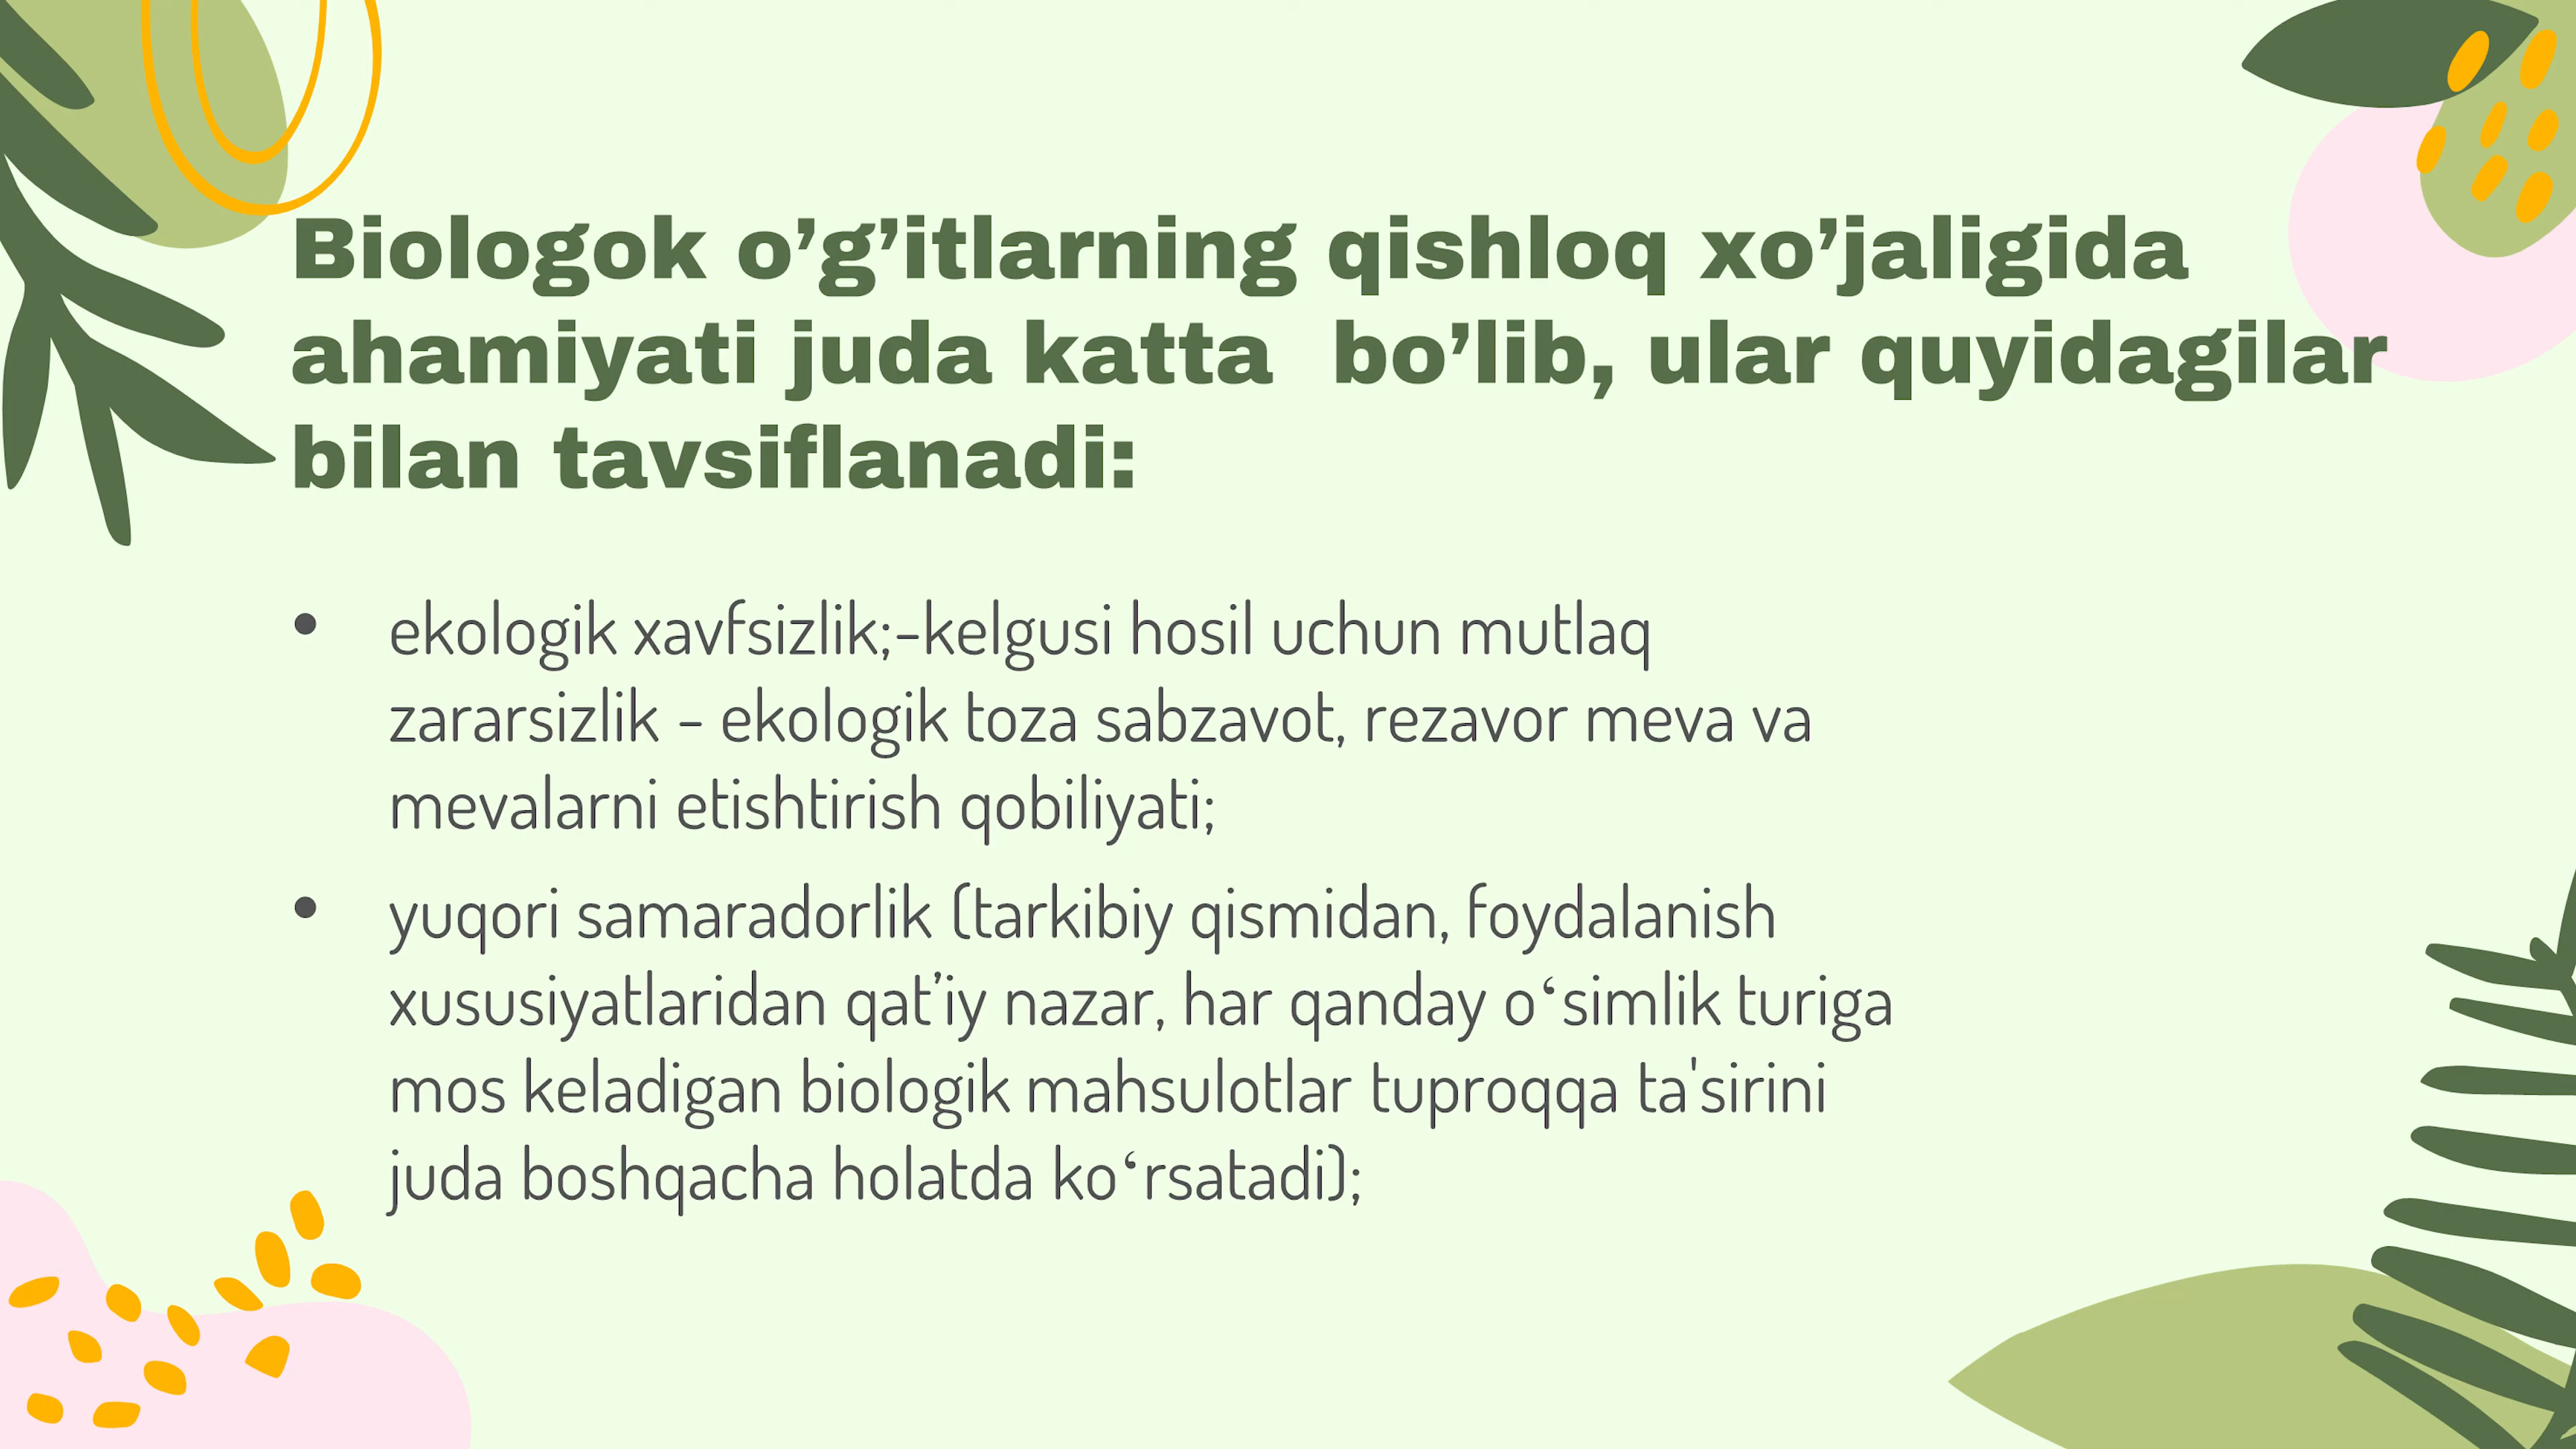 Biologok o’g’itlarning qishloq xo’jaligida
ahamiyati juda katta  bo’lib, ular quyidagilar
bilan tavsiflanadi:
• ekologik xavfsizlik;-kelgusi hosil uchun mutlaq
zararsizlik - ekologik toza sabzavot, rezavor meva va
mevalarni etishtirish qobiliyati;
• yuqori samaradorlik (tarkibiy qismidan, foydalanish
xususiyatlaridan qat’iy nazar, har qanday o‘simlik turiga
mos keladigan biologik mahsulotlar tuproqqa ta'sirini
juda boshqacha holatda ko‘rsatadi);